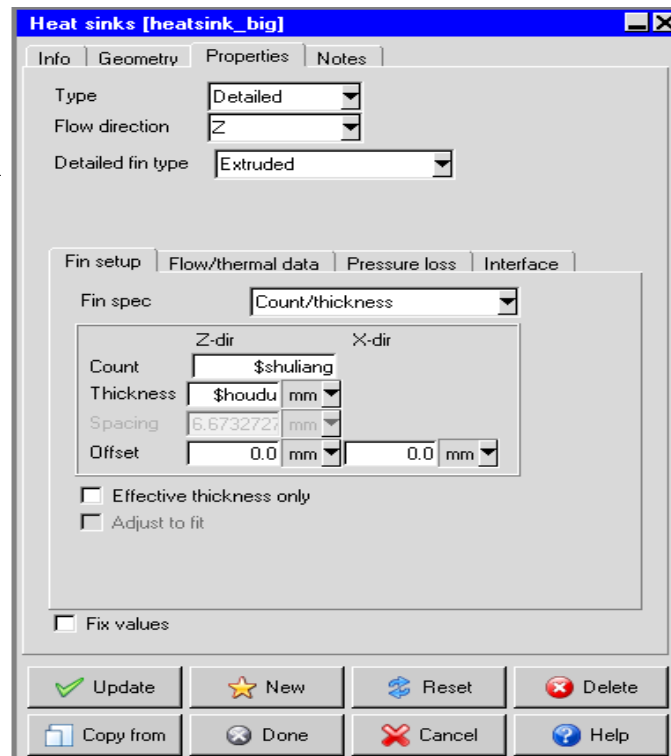 Heat sinks [heatsink_big]
Info Geometry Properties Notes
Type Detailed
Flow direction Z
Detailed fin type Extruded
Fin setup Flow/thermal data Pressure loss Interface
Fin spec Count/thickness
Z-dir X-dir
Count $shuliang
Thickness $houdu mm
Spacing 6.6732727 mm
Offset 0.0 mm 0.0 mm
Effective thickness only
Adjust to fit
Fix values
Update New Reset Delete
Copy from Done Cancel Help